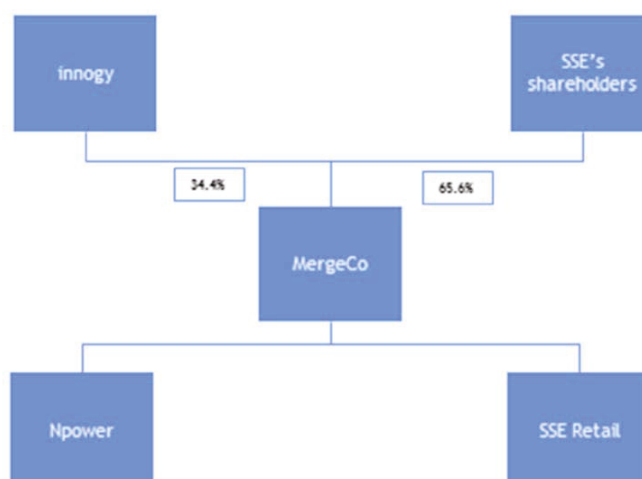 innogy
SSE's
shareholders
34.4%
65.6%
MergeCo
Npower
SSE Retail